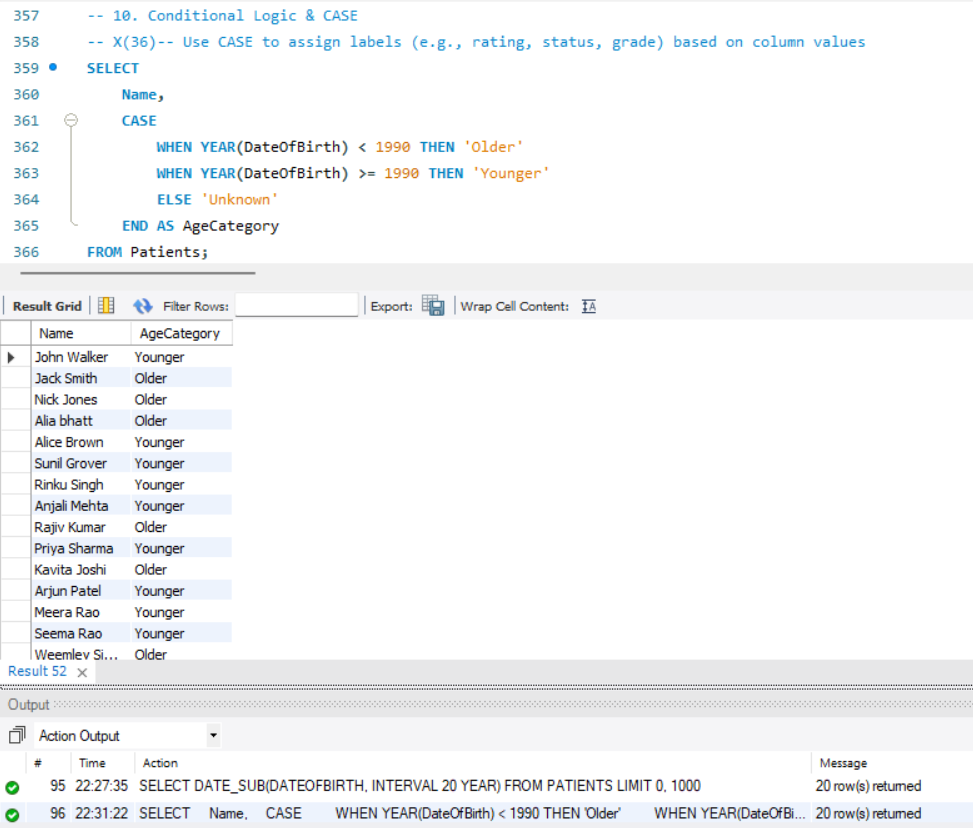 357 -- 10. Conditional Logic & CASE
358 -- X(36)-- Use CASE to assign labels (e.g., rating, status, grade) based on column values
359 SELECT
360 Name,
361 CASE
362 WHEN YEAR(DateOfBirth) < 1990 THEN 'Older'
363 WHEN YEAR(DateOfBirth) >= 1990 THEN 'Younger'
364 ELSE 'Unknown'
365 END AS AgeCategory
366 FROM Patients;
Result Grid Filter Rows: Export: Wrap Cell Content:
Name AgeCategory
John Walker Younger
Jack Smith Older
Nick Jones Older
Alia bhatt Older
Alice Brown Younger
Sunil Grover Younger
Rinku Singh Younger
Anjali Mehta Younger
Rajiv Kumar Older
Priya Sharma Younger
Kavita Joshi Older
Arjun Patel Younger
Meera Rao Younger
Seema Rao Younger
Weemley Si... Older
Result 52
Output
Action Output
# Time Action Message
95 22:27:35 SELECT DATE_SUB(DATEOFBIRTH, INTERVAL 20 YEAR) FROM PATIENTS LIMIT 0, 1000 20 row(s) returned
96 22:31:22 SELECT Name, CASE WHEN YEAR(DateOfBirth) < 1990 THEN 'Older' WHEN YEAR(DateOfBi... 20 row(s) returned